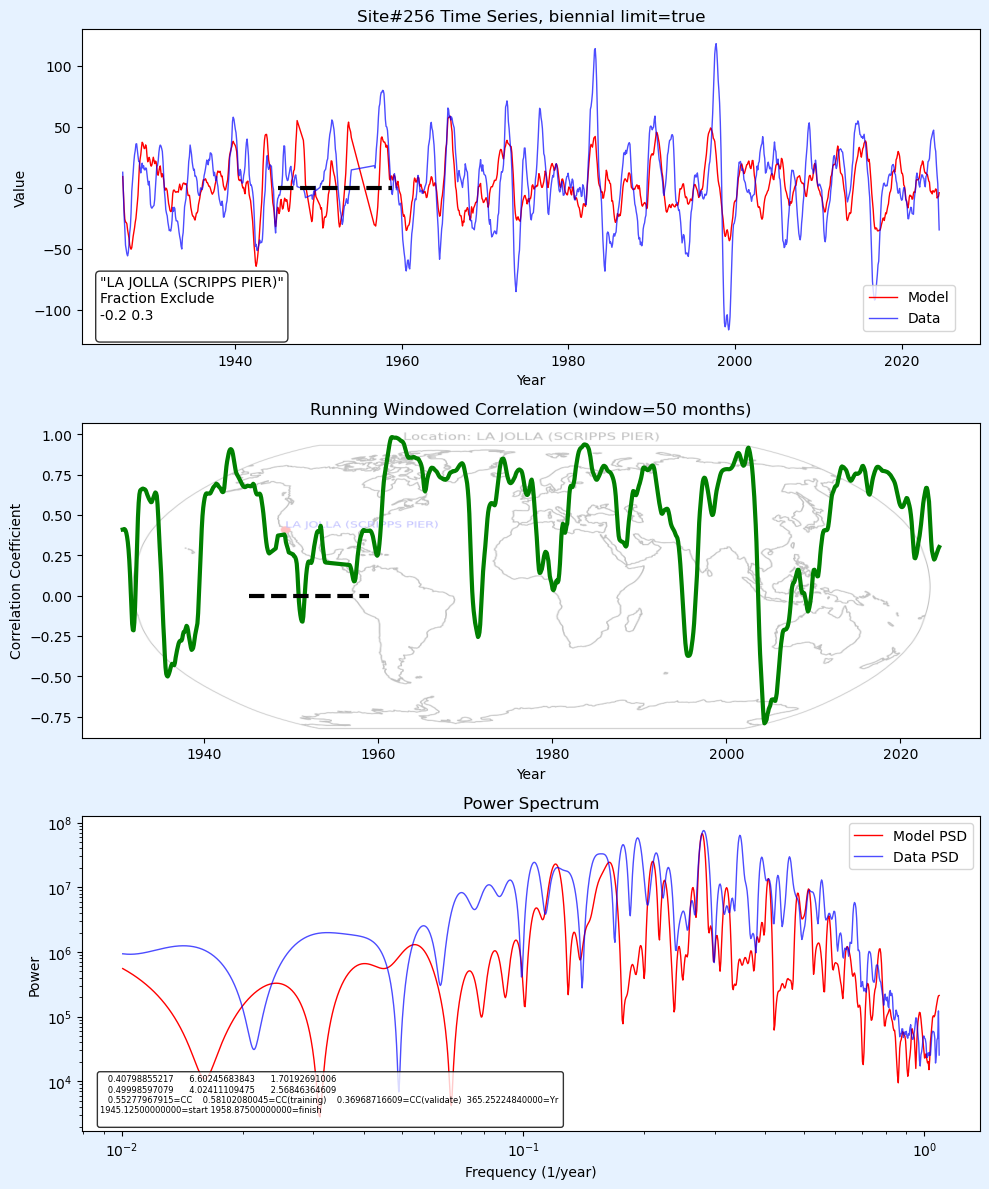 Site#256 Time Series, biennial limit=true
Value
100
50
0
−50
−100
"LA JOLLA (SCRIPPS PIER)"
Fraction Exclude
-0.2 0.3
Model
Data
1940
1960
1980
2000
2020
Year
Running Windowed Correlation (window=50 months)
Location: LA JOLLA (SCRIPPS PIER)
LA JOLLA (SCRIPPS PIER)
Correlation Coefficient
1.00
0.75
0.50
0.25
0.00
−0.25
−0.50
−0.75
1940
1960
1980
2000
2020
Year
Power Spectrum
Power
10^8
10^7
10^6
10^5
10^4
Model PSD
Data PSD
0.40798855217 6.60245683843 1.70192691006
0.49998597079 4.02411109475 2.56846364609
0.55277967915=CC 0.58102080045=CC(training) 0.36968716609=CC(validate) 365.25224840000=Yr
1945.12500000000=start 1958.87500000000=finish
10^−2
10^−1
10^0
Frequency (1/year)